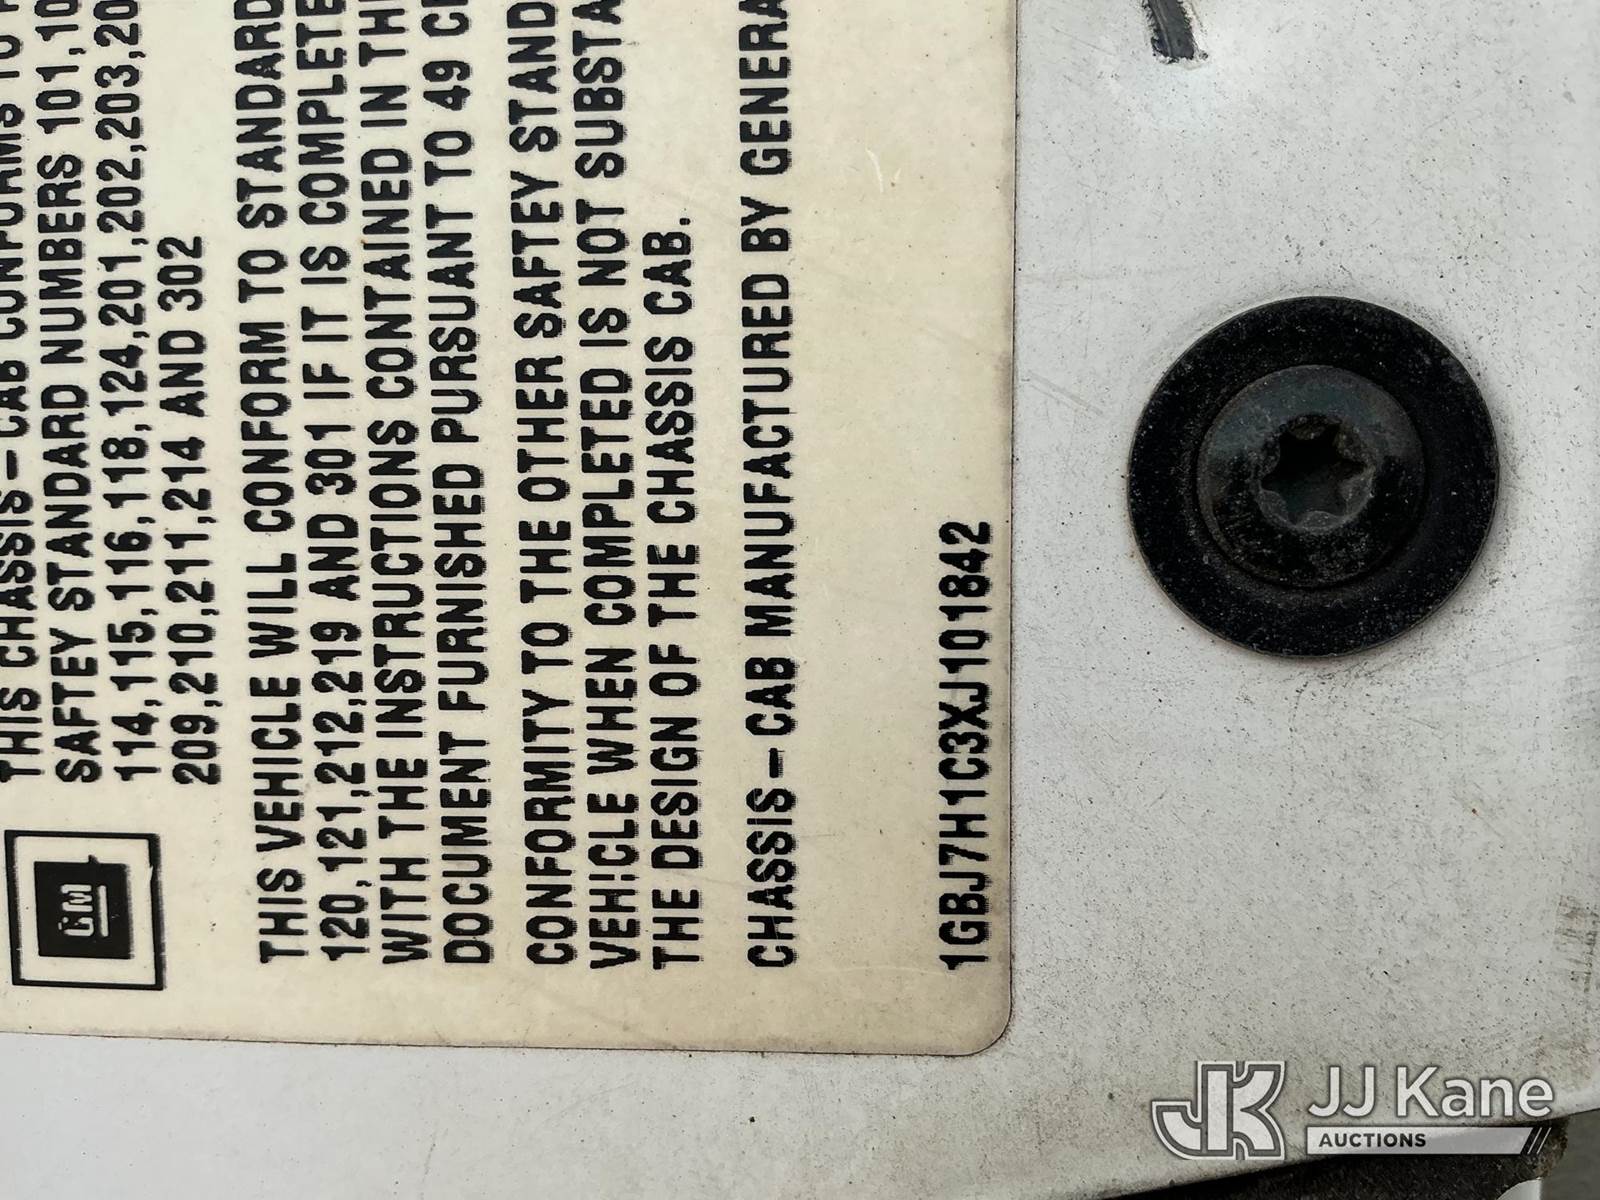 THIS CHASSIS-CAB CONFORMS TO
SAFTEY STANDARD NUMBERS 101,10
114,115,116,118,124,201,202,203,20
209,210,211,214 AND 302
GM
THIS VEHICLE WILL CONFORM TO STANDARD
120,121,212,219 AND 301 IF IT IS COMPLETE
WITH THE INSTRUCTIONS CONTAINED IN THE
DOCUMENT FURNISHED PURSUANT TO 49 C
CONFORMITY TO THE OTHER SAFTEY STAND
VEHICLE WHEN COMPLETED IS NOT SUBSTA
THE DESIGN OF THE CHASSIS CAB.
CHASSIS-CAB MANUFACTURED BY GENERA
1GBJ7H1C3XJ101842
JJ Kane
AUCTIONS